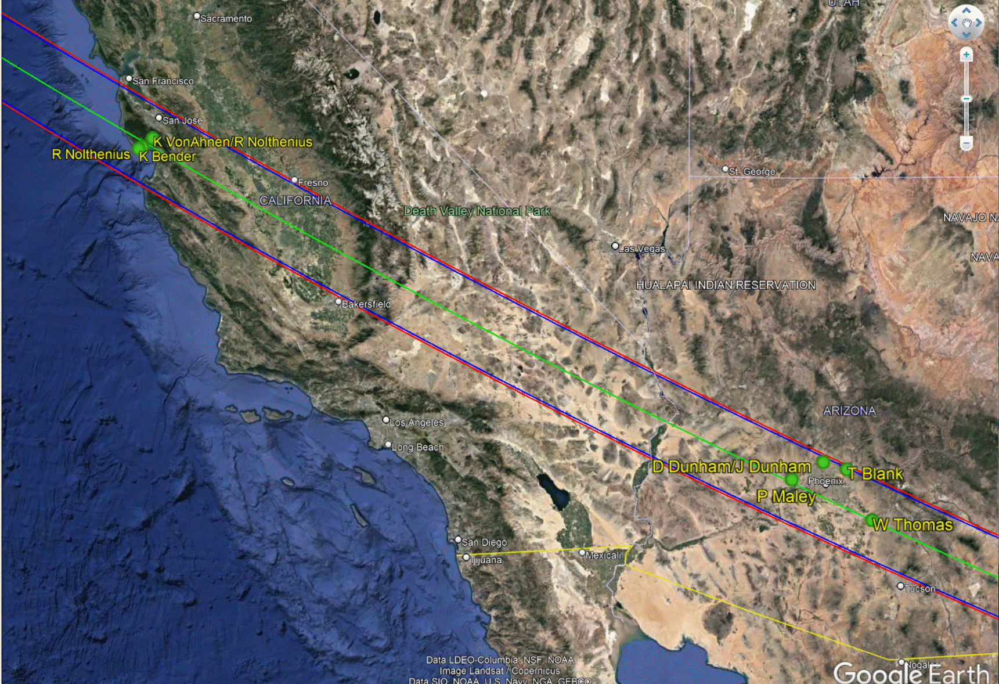 UTAH
Sacramento
San Francisco
San Jose
K VonAhnen/R Nolthenius
R Nolthenius
K Bender
St. George
Fresno
CALIFORNIA
Death Valley National Park
NAVAJO N
Las Vegas
NAVA
HUALAPAI INDIAN RESERVATION
Bakersfield
ARIZONA
Los Angeles
Long Beach
D Dunham/J Dunham
T Blank
Phoenix
P Maley
W Thomas
San Diego
Mexicali
Tijuana
Tucson
Data LDEO-Columbia, NSF, NOAA
Image Landsat / Copernicus
Data SIO, NOAA, U.S. Navy, NGA, GEBCO
Nogales
Google Earth